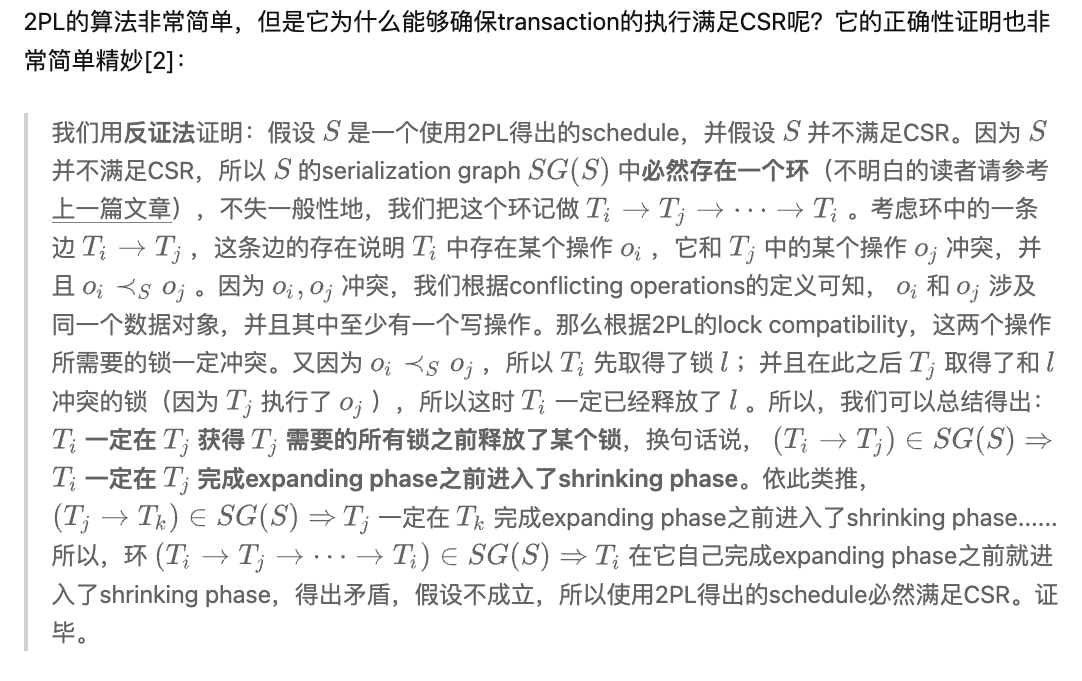 2PL的算法非常简单，但是它为什么能够确保transaction的执行满足CSR呢？它的正确性证明也非
常简单精妙[2]：
我们用反证法证明：假设 S 是一个使用2PL得出的schedule，并假设 S 并不满足CSR。因为 S
并不满足CSR，所以 S 的serialization graph SG(S) 中必然存在一个环（不明白的读者请参考
上一篇文章），不失一般性地，我们把这个环记做 T_i → T_j → ⋯ → T_i 。考虑环中的一条
边 T_i → T_j ，这条边的存在说明 T_i 中存在某个操作 o_i ，它和 T_j 中的某个操作 o_j 冲突，并
且 o_i ≺_S o_j 。因为 o_i, o_j 冲突，我们根据conflicting operations的定义可知， o_i 和 o_j 涉及
同一个数据对象，并且其中至少有一个写操作。那么根据2PL的lock compatibility，这两个操作
所需要的锁一定冲突。又因为 o_i ≺_S o_j ，所以 T_i 先取得了锁 l ；并且在此之后 T_j 取得了和 l
冲突的锁（因为 T_j 执行了 o_j ），所以这时 T_i 一定已经释放了 l 。所以，我们可以总结得出：
T_i 一定在 T_j 获得 T_j 需要的所有锁之前释放了某个锁，换句话说， (T_i → T_j) ∈ SG(S) ⇒
T_i 一定在 T_j 完成expanding phase之前进入了shrinking phase。依此类推，
(T_j → T_k) ∈ SG(S) ⇒ T_j 一定在 T_k 完成expanding phase之前进入了shrinking phase......
所以，环 (T_i → T_j → ⋯ → T_i) ∈ SG(S) ⇒ T_i 在它自己完成expanding phase之前就进
入了shrinking phase，得出矛盾，假设不成立，所以使用2PL得出的schedule必然满足CSR。证
毕。